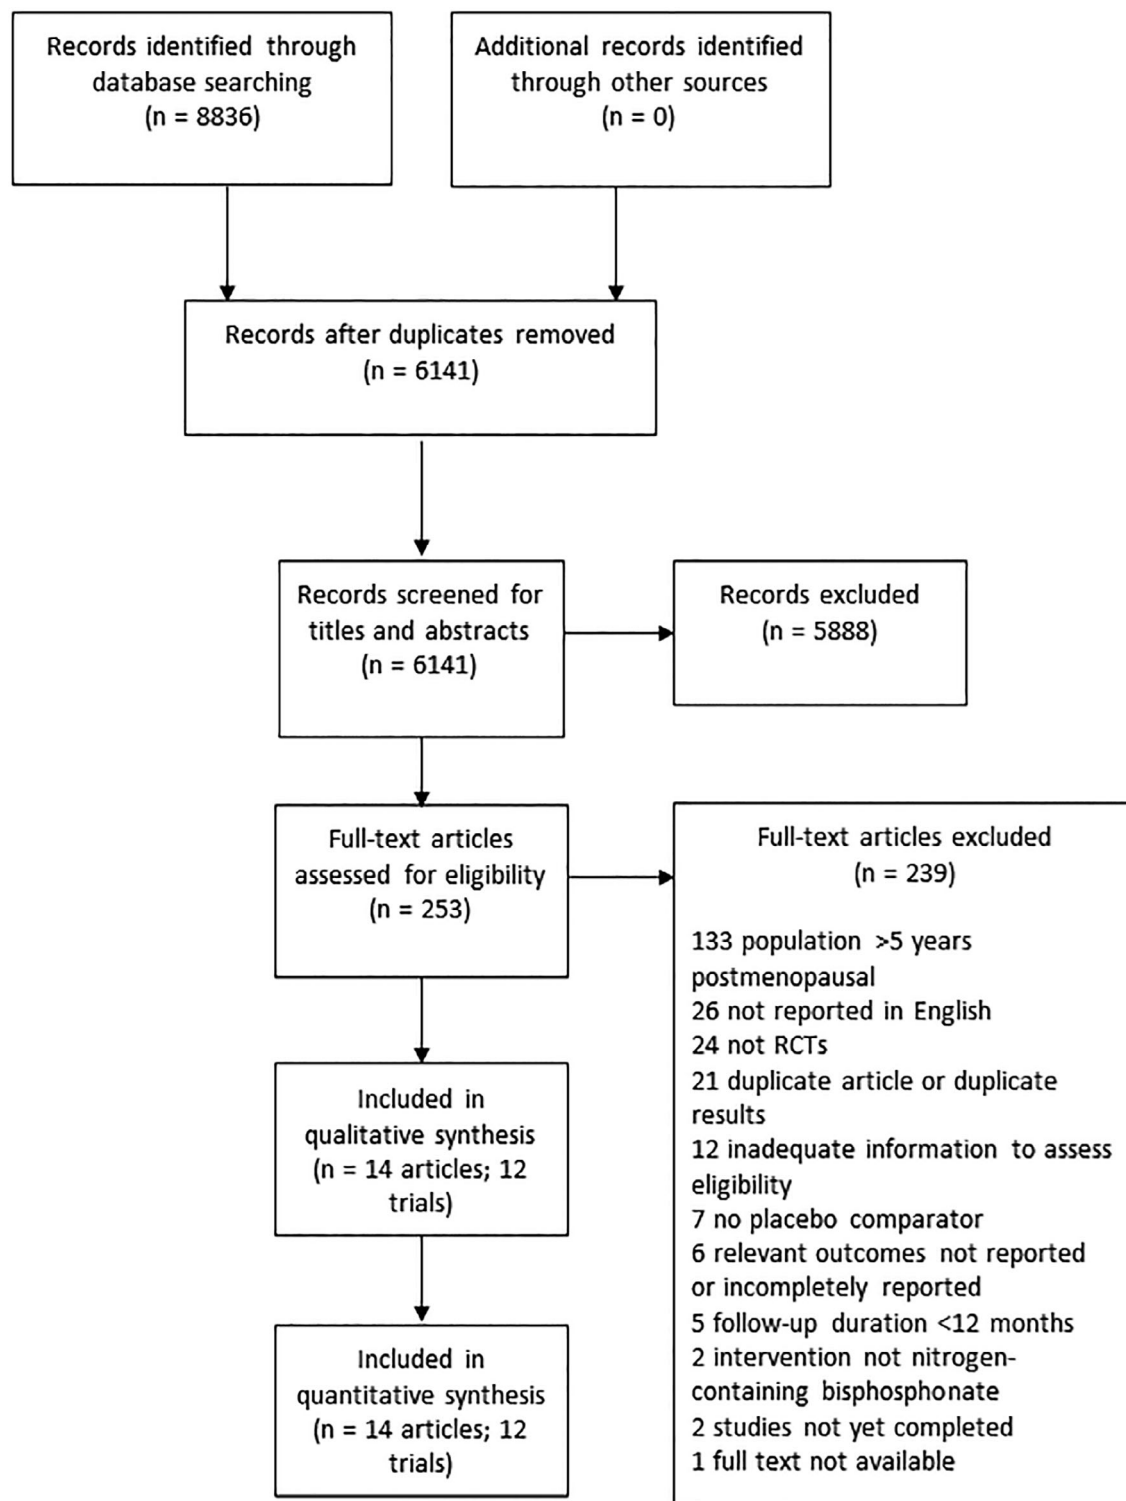 Records identified through
database searching
(n = 8836)
Additional records identified
through other sources
(n = 0)
Records after duplicates removed
(n = 6141)
Records screened for
titles and abstracts
(n = 6141)
Records excluded
(n = 5888)
Full-text articles
assessed for eligibility
(n = 253)
Full-text articles excluded
(n = 239)
133 population >5 years
postmenopausal
26 not reported in English
24 not RCTs
21 duplicate article or duplicate
results
12 inadequate information to assess
eligibility
7 no placebo comparator
6 relevant outcomes not reported
or incompletely reported
5 follow-up duration <12 months
2 intervention not nitrogen-
containing bisphosphonate
2 studies not yet completed
1 full text not available
Included in
qualitative synthesis
(n = 14 articles; 12
trials)
Included in
quantitative synthesis
(n = 14 articles; 12
trials)